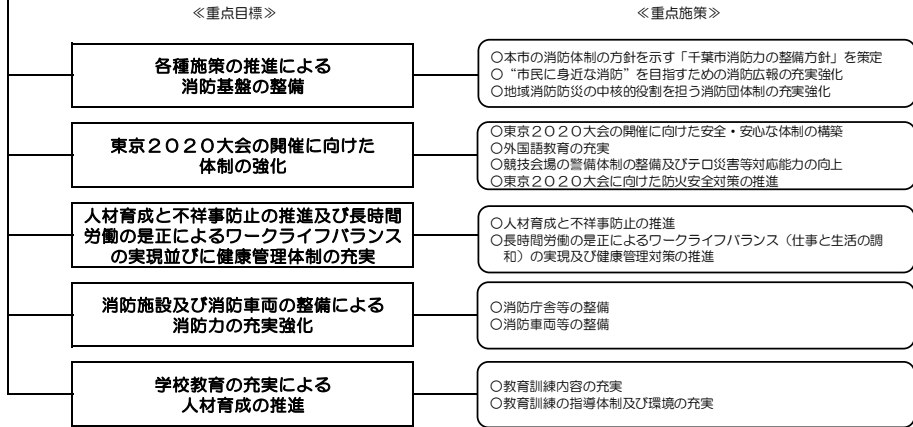 ≪重点目標≫
≪重点施策≫
各種施策の推進による
消防基盤の整備
○本市の消防体制の方針を示す「千葉市消防力の整備方針」を策定
○“市民に身近な消防”を目指すための消防広報の充実強化
○地域消防防災の中核的役割を担う消防団体制の充実強化
東京２０２０大会の開催に向けた
体制の強化
○東京２０２０大会の開催に向けた安全・安心な体制の構築
○外国語教育の充実
○競技会場の警備体制の整備及びテロ災害等対応能力の向上
○東京２０２０大会に向けた防火安全対策の推進
人材育成と不祥事防止の推進及び長時間
労働の是正によるワークライフバランス
の実現並びに健康管理体制の充実
○人材育成と不祥事防止の推進
○長時間労働の是正によるワークライフバランス（仕事と生活の調
和）の実現及び健康管理対策の推進
消防施設及び消防車両の整備による
消防力の充実強化
○消防庁舎等の整備
○消防車両等の整備
学校教育の充実による
人材育成の推進
○教育訓練内容の充実
○教育訓練の指導体制及び環境の充実